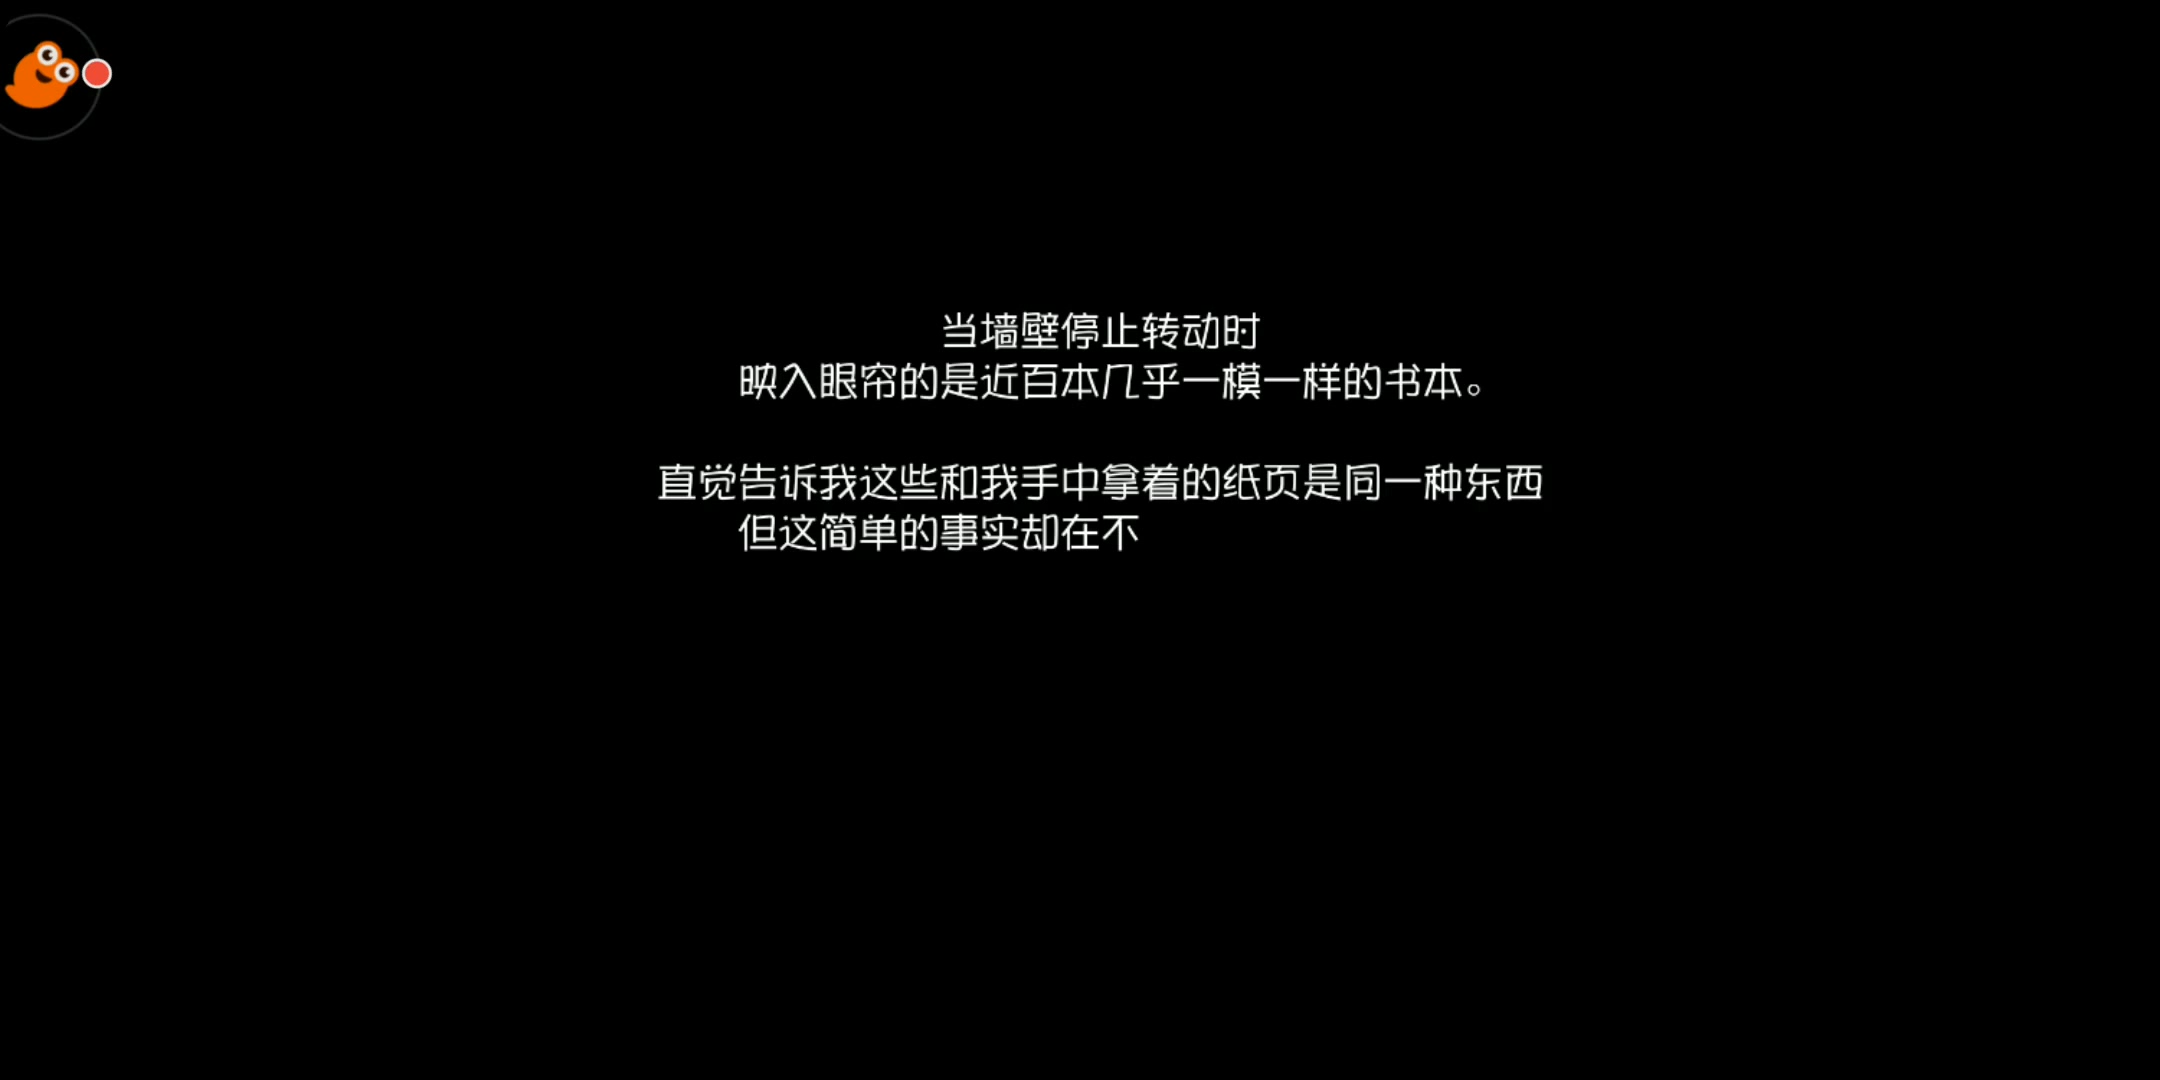 当墙壁停止转动时
映入眼帘的是近百本几乎一模一样的书本。
直觉告诉我这些和我手中拿着的纸页是同一种东西
但这简单的事实却在不